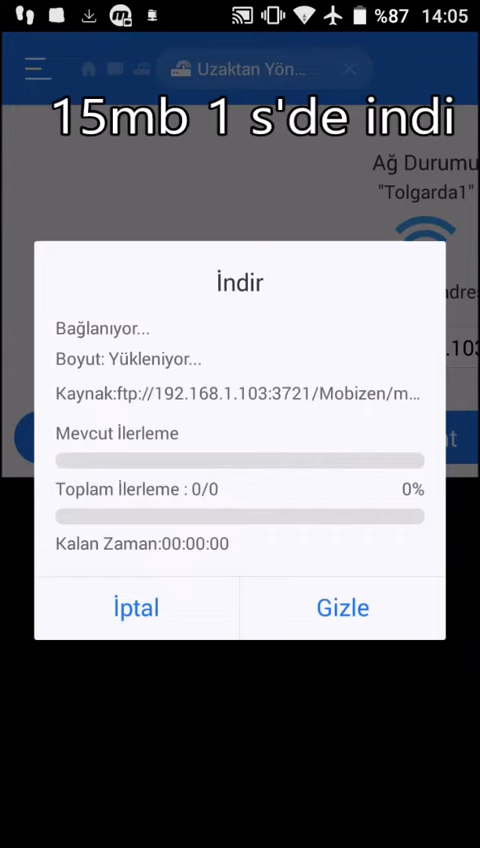 %87 14:05
Uzaktan Yön...
15mb 1 s'de indi
Ağ Durumu
"Tolgarda1"
İndir
Bağlanıyor...
Boyut: Yükleniyor...
Kaynak:ftp://192.168.1.103:3721/Mobizen/m...
Mevcut İlerleme
Toplam İlerleme : 0/0 0%
Kalan Zaman:00:00:00
İptal Gizle